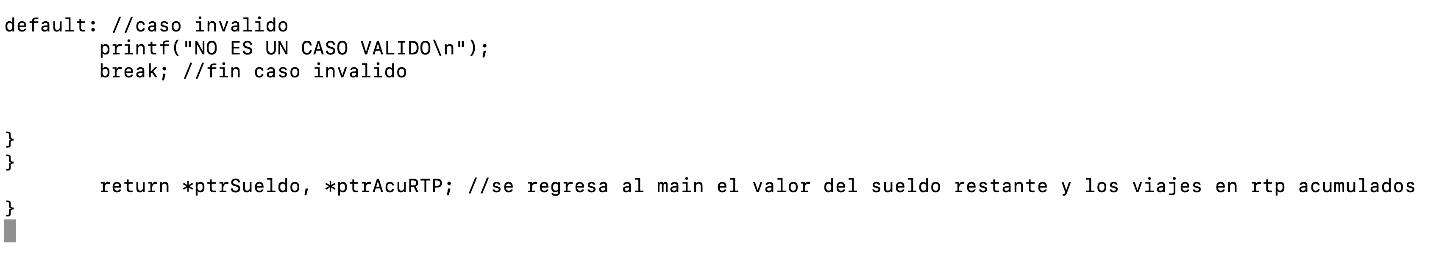 default: //caso invalido
        printf("NO ES UN CASO VALIDO\n");
        break; //fin caso invalido
}
}
        return *ptrSueldo, *ptrAcuRTP; //se regresa al main el valor del sueldo restante y los viajes en rtp acumulados
}